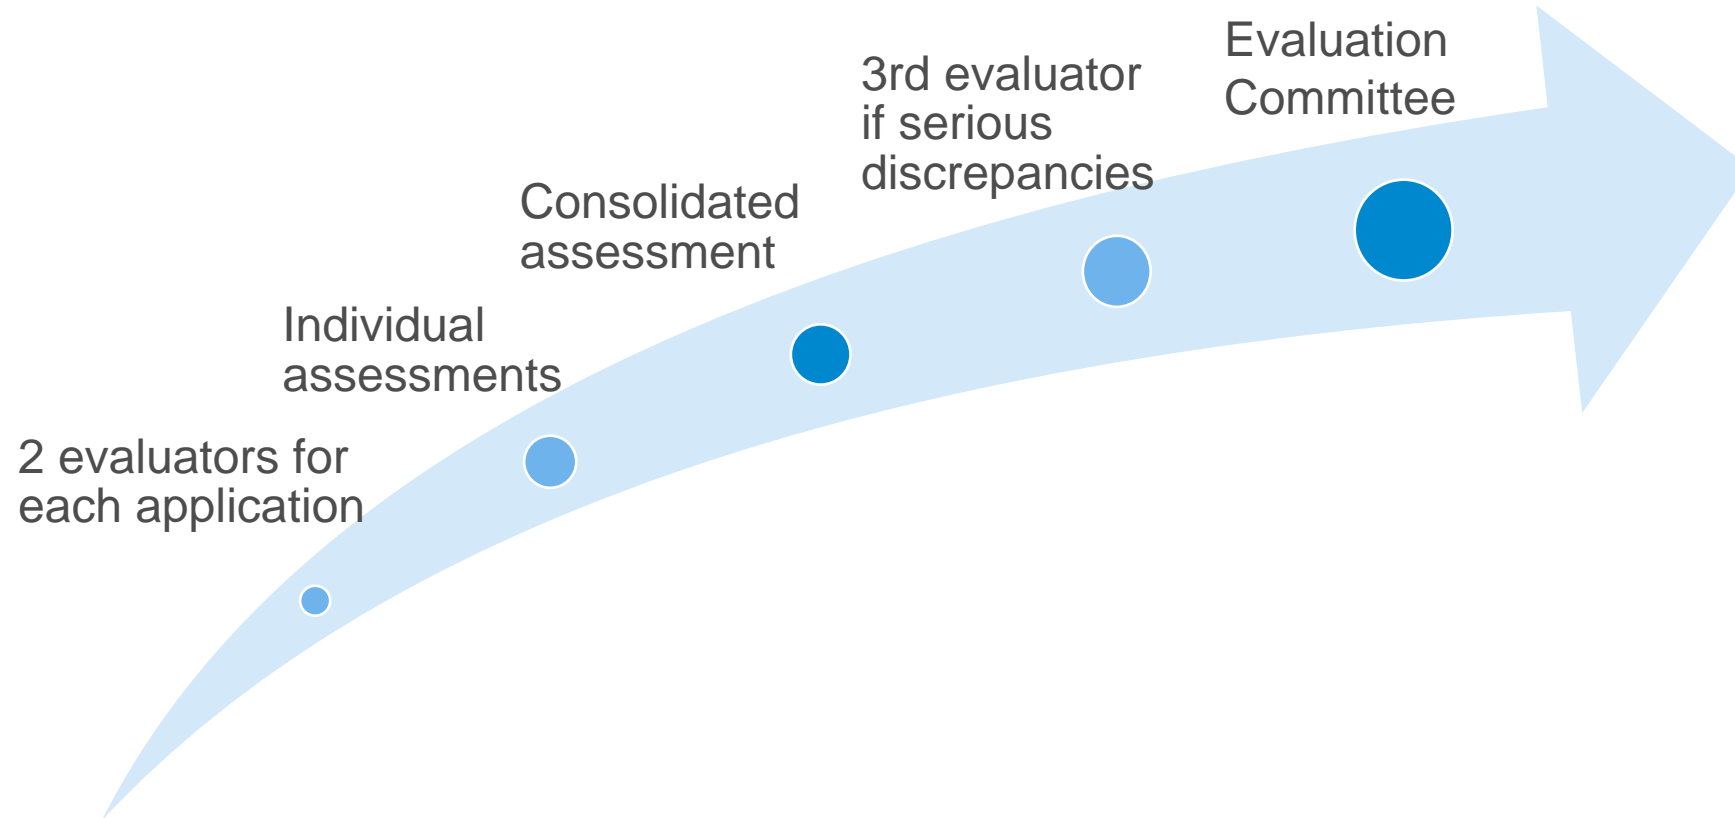 2 evaluators for
each application
Individual
assessments
Consolidated
assessment
3rd evaluator
if serious
discrepancies
Evaluation
Committee